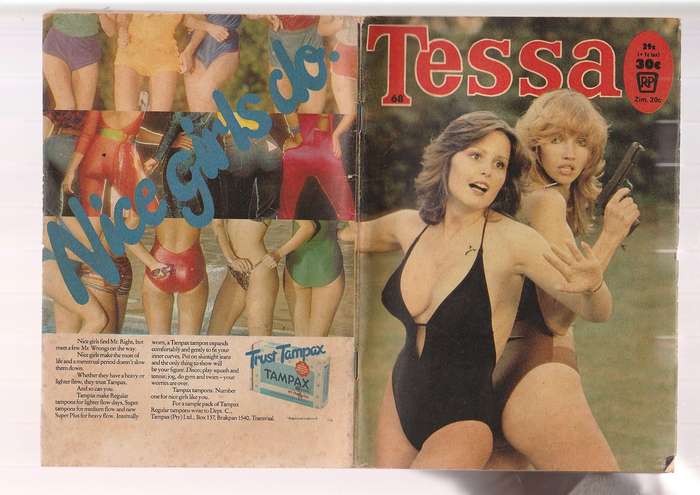 Nice girls do.
Nice girls find Mr. Right, but
meet a few Mr. Wrongs on the way.
Nice girls make the most of
life and a menstrual period doesn't slow
them down.
Whether they have a heavy or
lighter flow, they trust Tampax.
And so can you.
Tampax make Regular
tampons for lighter flow days, Super
tampons for medium flow and new
Super Plus for heavy flow. Internally
worn, a Tampax tampon expands
comfortably and gently to fit your
inner curves. Put on skintight jeans
and the only thing to show will
be your figure. Disco; play squash and
tennis; jog, do gym and twirl – your
worries are over.
Tampax tampons: Number
one for nice girls like you.
For a sample pack of Tampax
Regular tampons write to Dept. C.,
Tampax (Pty) Ltd., Box 137, Brakpan 1540, Transvaal.
Trust Tampax
TAMPAX
Tessa
68
29c
(+ 1c tax)
30c
RP
Zim. 20c